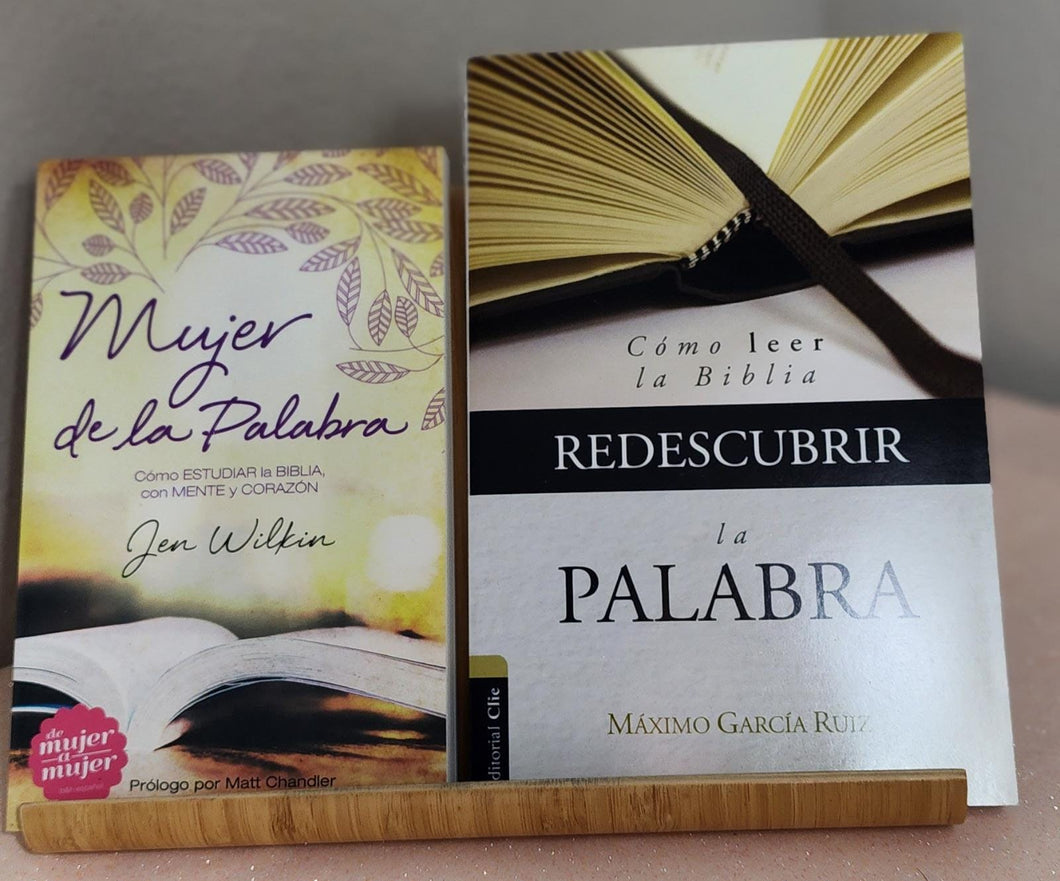 Mujer
de la Palabra
Cómo ESTUDIAR la BIBLIA,
con MENTE y CORAZÓN
Jen Wilkin
de
mujer
a
mujer
Prólogo por Matt Chandler
Cómo leer
la Biblia
REDESCUBRIR
la
PALABRA
MÁXIMO GARCÍA RUIZ
Clie